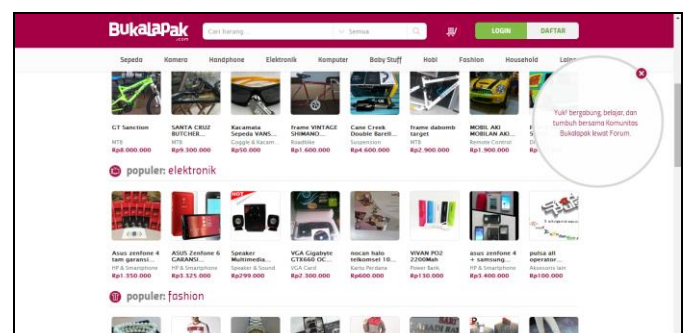 BukaLaPak
.com
Cari barang
Semua
LOGIN
DAFTAR
Sepeda Kamera Handphone Elektronik Komputer Baby Stuff Hobi Fashion Household
Yuk! bergabung, belajar, dan
tumbuh bersama Komunitas
Bukalapak lewat Forum.
GT Sanction
MTB
Rp8.000.000
SANTA CRUZ
BUTCHER...
MTB
Rp9.300.000
Kacamata
Sepeda VANS...
Goggle & Kacam...
Rp50.000
frame VINTAGE
SHIMANO...
Roadbike
Rp1.600.000
Cane Creek
Double Barell...
Suspension
Rp4.600.000
frame dabomb
target
MTB
Rp2.900.000
MOBIL AKI
MOBILAN AKI...
Remote Control
Rp1.900.000
populer: elektronik
Asus zenfone 4
tam garansi...
HP & Smartphone
Rp1.350.000
ASUS Zenfone 6
GARANSI...
HP & Smartphone
Rp3.325.000
HOT
Speaker
Multimedia...
Speaker & Sound
Rp299.000
VGA Gigabyte
GTX660 OC...
VGA Card
Rp2.300.000
nocan halo
telkomsel 10...
Kartu Perdana
Rp600.000
VIVAN PO2
2200Mah
Power Bank
Rp130.000
asus zenfone 4
+ samsung...
HP & Smartphone
Rp3.400.000
pulsa all
operator...
Aksesoris lain
Rp100.000
populer: fashion